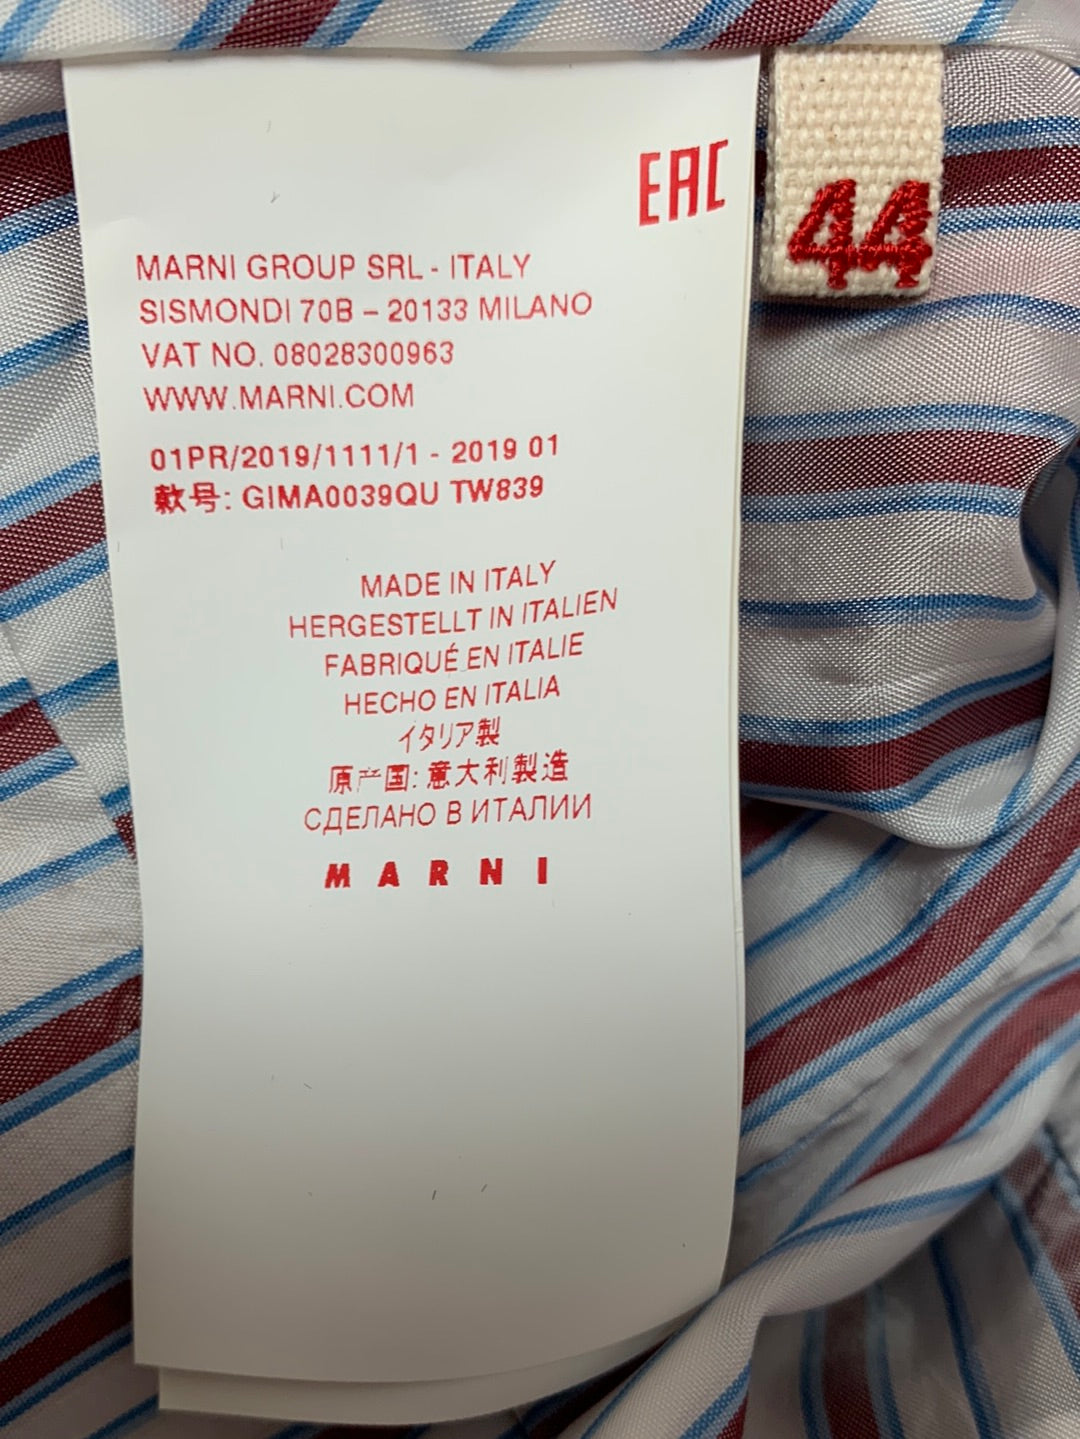 EAC
44
MARNI GROUP SRL - ITALY
SISMONDI 70B – 20133 MILANO
VAT NO. 08028300963
WWW.MARNI.COM
01PR/2019/1111/1 - 2019 01
款号: GIMA0039QU TW839
MADE IN ITALY
HERGESTELLT IN ITALIEN
FABRIQUÉ EN ITALIE
HECHO EN ITALIA
イタリア製
原产国: 意大利製造
СДЕЛАНО В ИТАЛИИ
MARNI